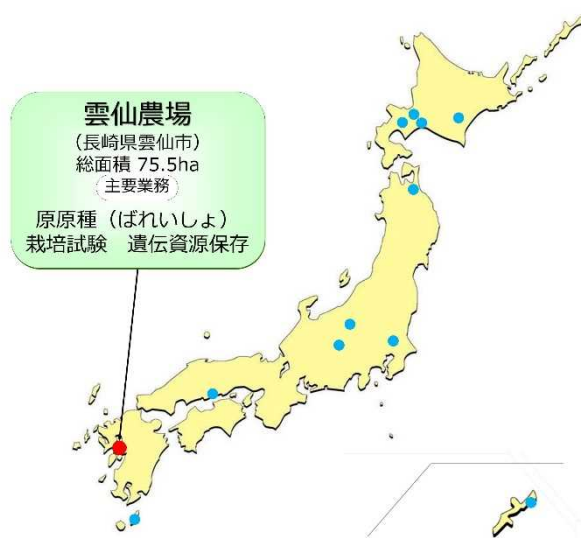 雲仙農場
（長崎県雲仙市）
総面積 75.5ha
主要業務
原原種（ばれいしょ）
栽培試験　遺伝資源保存